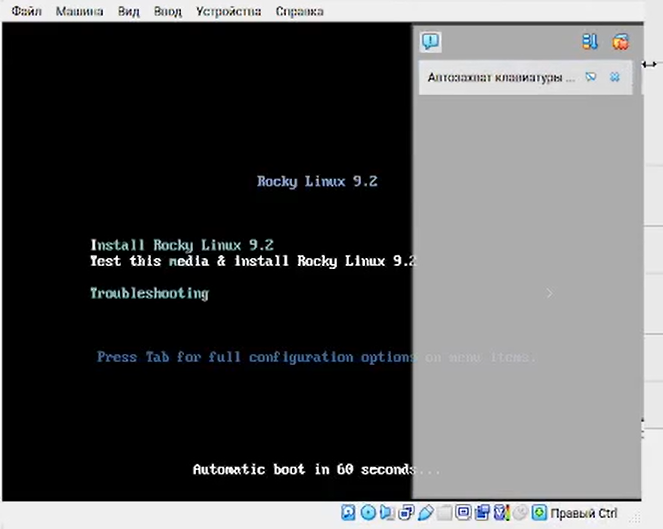 Файл Машина Вид Ввод Устройства Справка
Автозахват клавиатуры ...
Rocky Linux 9.2
Install Rocky Linux 9.2
Test this media & install Rocky Linux 9.2
Troubleshooting
>
Press Tab for full configuration options on menu items.
Automatic boot in 60 seconds...
Правый Ctrl